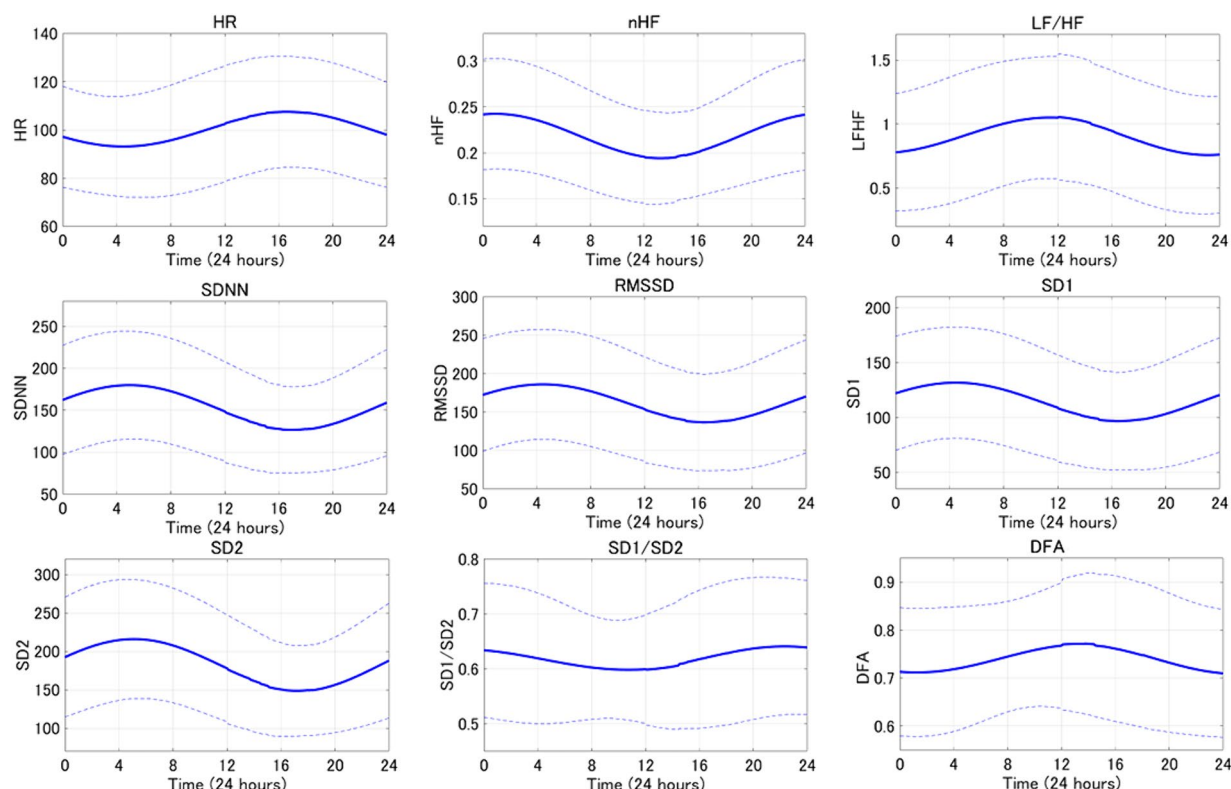 HR
140
120
100
80
60
HR
0 4 8 12 16 20 24
Time (24 hours)
nHF
0.3
0.25
0.2
0.15
nHF
0 4 8 12 16 20 24
Time (24 hours)
LF/HF
1.5
1
0.5
LFHF
0 4 8 12 16 20 24
Time (24 hours)
SDNN
250
200
150
100
50
SDNN
0 4 8 12 16 20 24
Time (24 hours)
RMSSD
300
250
200
150
100
50
RMSSD
0 4 8 12 16 20 24
Time (24 hours)
SD1
200
150
100
50
SD1
0 4 8 12 16 20 24
Time (24 hours)
SD2
300
250
200
150
100
SD2
0 4 8 12 16 20 24
Time (24 hours)
SD1/SD2
0.8
0.7
0.6
0.5
SD1/SD2
0 4 8 12 16 20 24
Time (24 hours)
DFA
0.9
0.8
0.7
0.6
DFA
0 4 8 12 16 20 24
Time (24 hours)